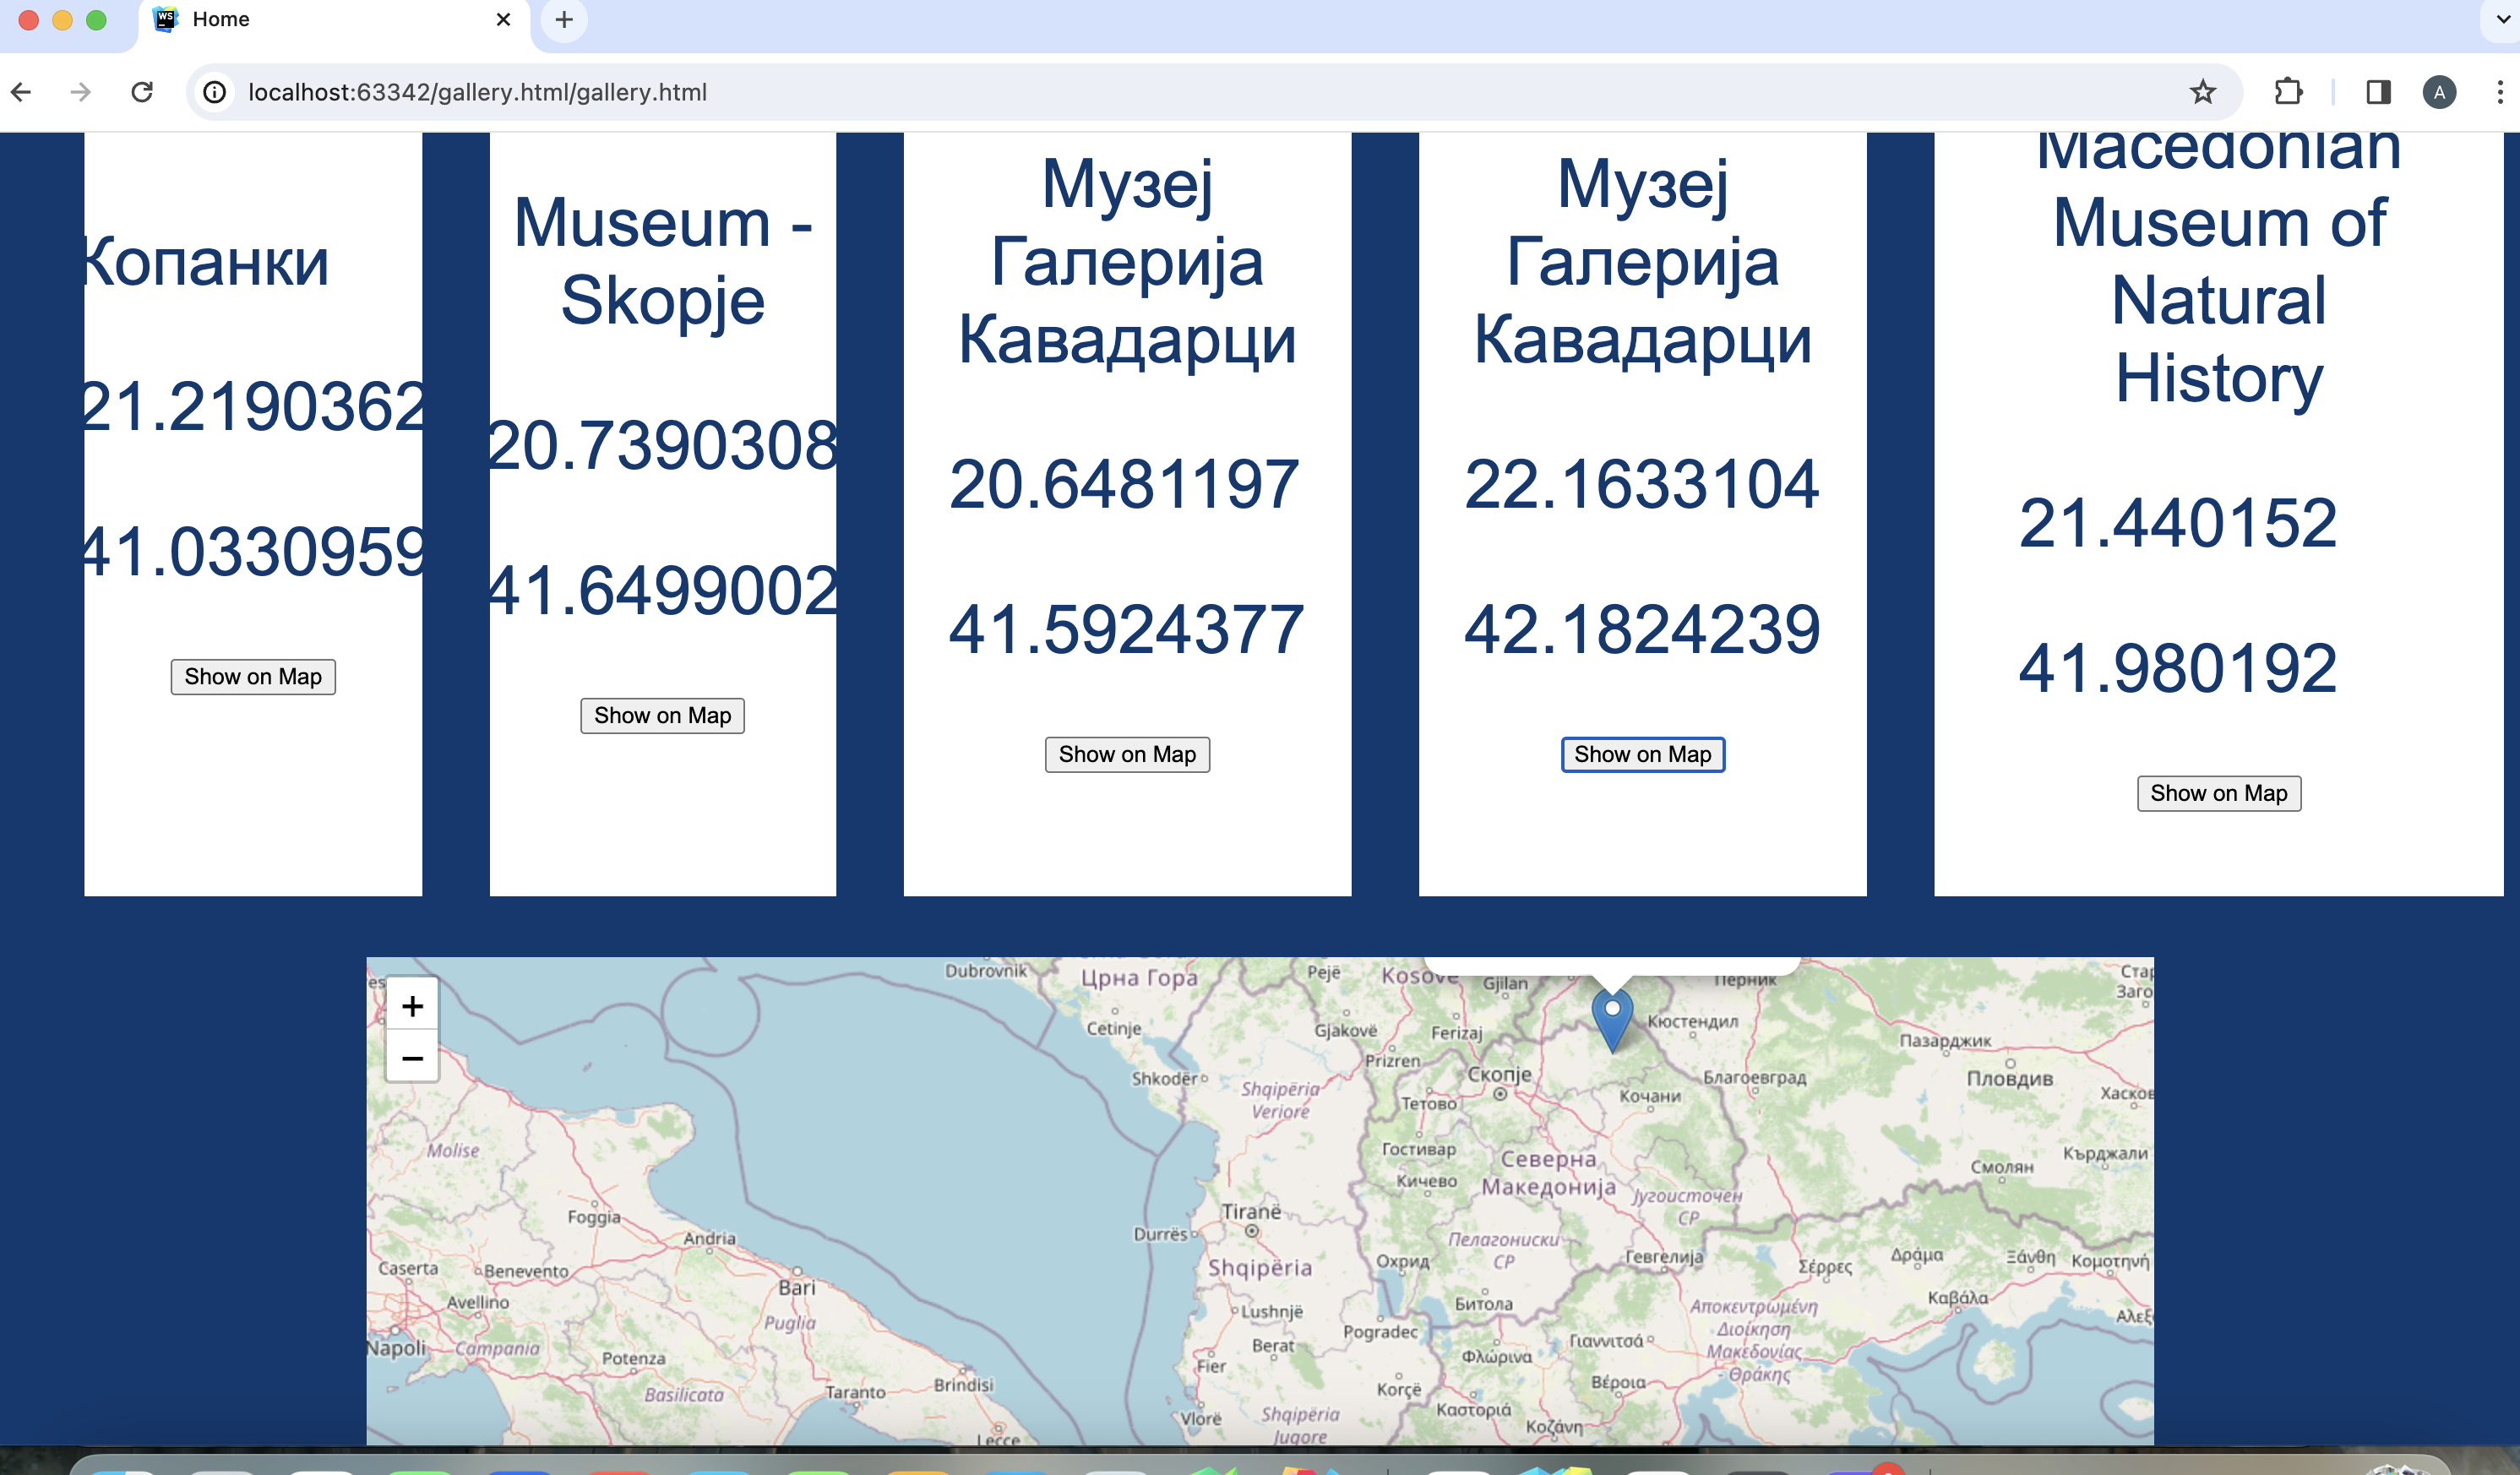 Home
localhost:63342/gallery.html/gallery.html
A
Копанки
21.2190362
41.0330959
Show on Map
Museum -
Skopje
20.7390308
41.6499002
Show on Map
Музеј
Галерија
Кавадарци
20.6481197
41.5924377
Show on Map
Музеј
Галерија
Кавадарци
22.1633104
42.1824239
Show on Map
Macedonian
Museum of
Natural
History
21.440152
41.980192
Show on Map
+
−
Dubrovnik
Црна Гора
Pejë
Kosovë
Gjilan
Перник
Cetinje
Gjakovë
Ferizaj
Кюстендил
Пазарджик
Prizren
Shkodër
Скопје
Благоевград
Пловдив
Shqipëria
Veriore
Тетово
Кочани
Molise
Гостивар
Северна
Македонија
Кичево
Југоисточен
СР
Смолян
Кърджали
Foggia
Tiranë
Durrës
Andria
Пелагониски
СР
Гевгелија
Охрид
Δράμα
Ξάνθη
Κομοτηνή
Σέρρες
Caserta
Benevento
Shqipëria
Bari
Avellino
Lushnjë
Битола
Αποκεντρωμένη
Διοίκηση
Μακεδονίας
- Θράκης
Καβάλα
Puglia
Pogradec
Γιαννιτσά
Napoli
Campania
Potenza
Berat
Fier
Φλώρινα
Basilicata
Taranto
Brindisi
Korçë
Βέροια
Καστοριά
Vlorë
Shqipëria
Jugore
Κοζάνη
Lecce